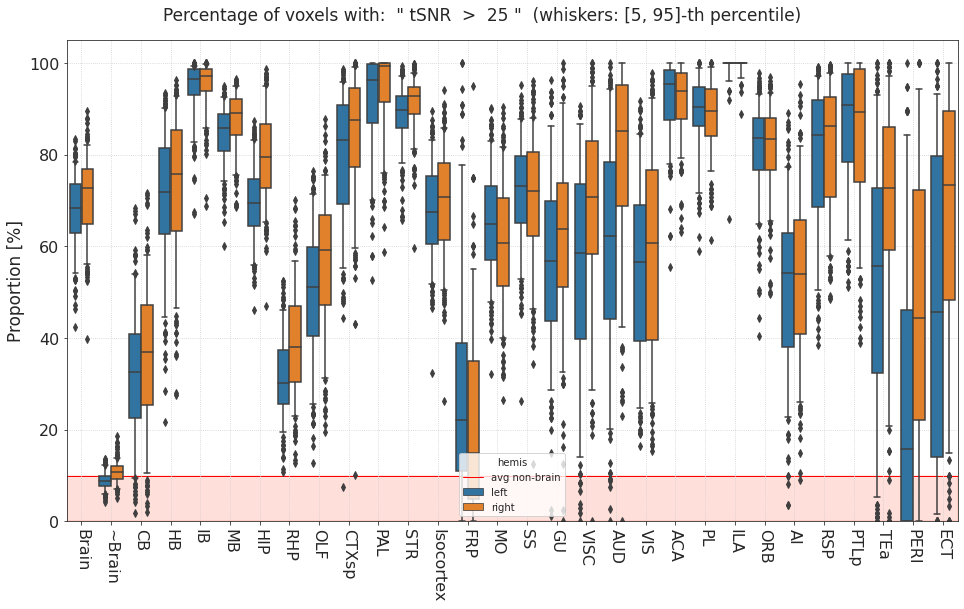 Percentage of voxels with:  " tSNR  >  25 "  (whiskers: [5, 95]-th percentile)
Proportion [%]
100
80
60
40
20
0
hemis
avg non-brain
left
right
Brain
~Brain
CB
HB
IB
MB
HIP
RHP
OLF
CTXsp
PAL
STR
Isocortex
FRP
MO
SS
GU
VISC
AUD
VIS
ACA
PL
ILA
ORB
AI
RSP
PTLp
TEa
PERI
ECT